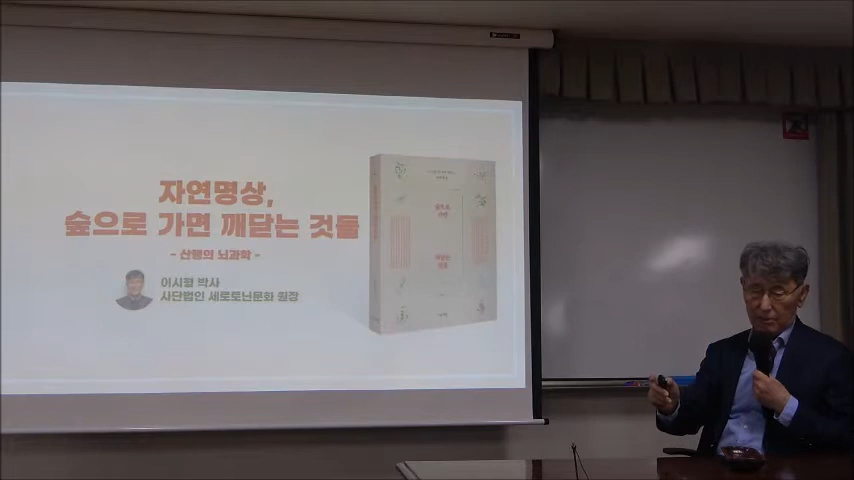 자연명상,
숲으로 가면 깨닫는 것들
- 산행의 뇌과학 -
이시형 박사
사단법인 세로토닌문화 원장